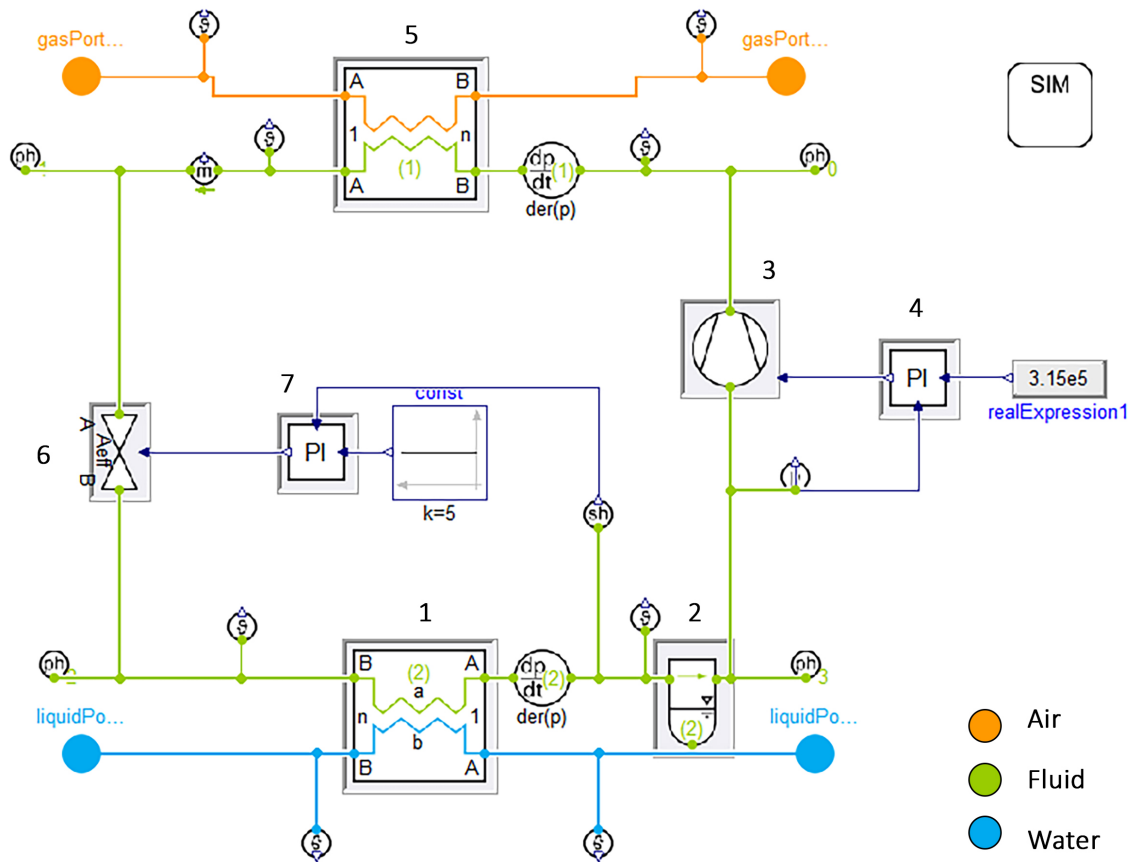 gasPort...
ϑ
5
ϑ
gasPort...
SIM
A
B
1
n
(1)
A
B
ph
1
ṁ
ϑ
dp
dt
(1)
der(p)
ϑ
ph
0
3
4
PI
3.15e5
realExpression1
7
const
PI
k=5
6
A
Aeff
B
sh
ϑ
1
ϑ
2
ph
2
B
(2)
A
a
n
1
b
B
A
dp
dt
(2)
der(p)
(2)
ph
3
liquidPo...
liquidPo...
ϑ
ϑ
Air
Fluid
Water